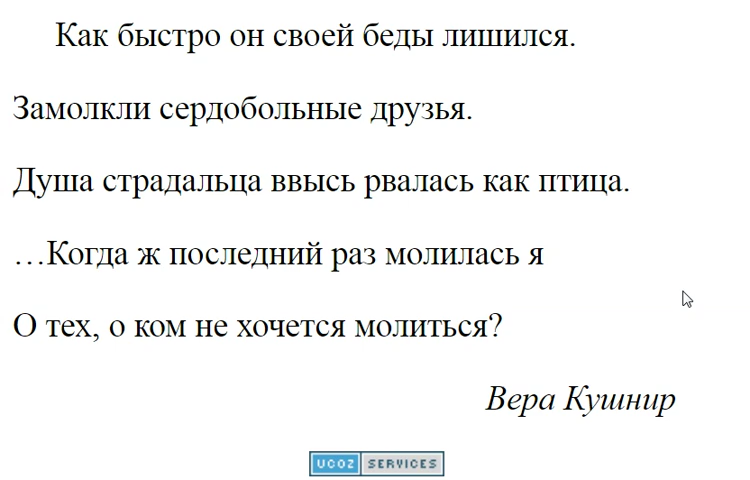 Как быстро он своей беды лишился.
Замолкли сердобольные друзья.
Душа страдальца ввысь рвалась как птица.
…Когда ж последний раз молилась я
О тех, о ком не хочется молиться?
Вера Кушнир
UCOZ SERVICES